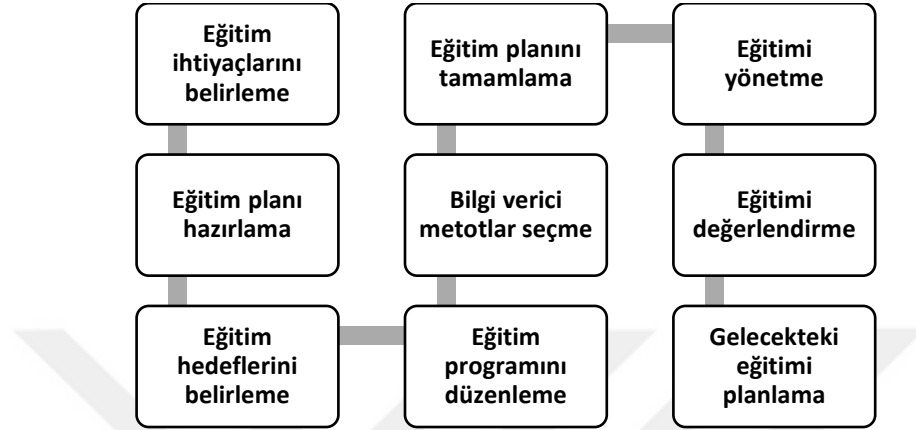 Eğitim
ihtiyaçlarını
belirleme
Eğitim planı
hazırlama
Eğitim
hedeflerini
belirleme
Eğitim
programını
düzenleme
Bilgi verici
metotlar seçme
Eğitim planını
tamamlama
Eğitimi
yönetme
Eğitimi
değerlendirme
Gelecekteki
eğitimi
planlama